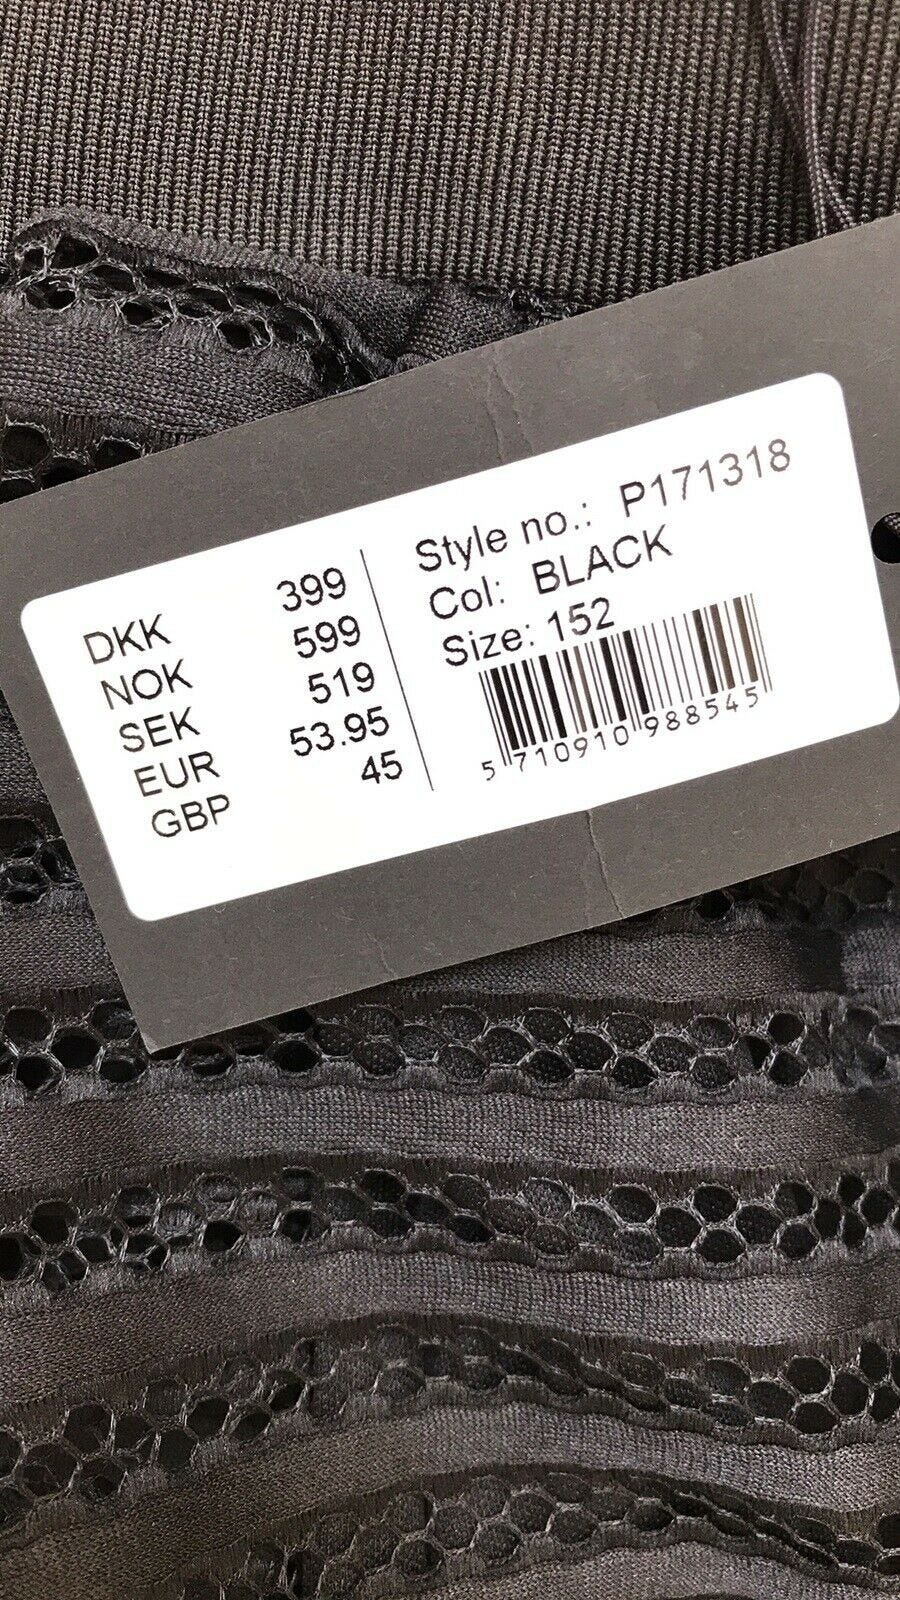 DKK 399
NOK 599
SEK 519
EUR 53.95
GBP 45
Style no.: P171318
Col: BLACK
Size: 152
5 710910 988545